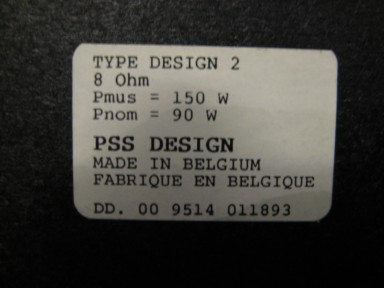 TYPE DESIGN 2
8 Ohm
Pmus = 150 W
Pnom = 90 W
PSS DESIGN
MADE IN BELGIUM
FABRIQUE EN BELGIQUE
DD. 00 9514 011893